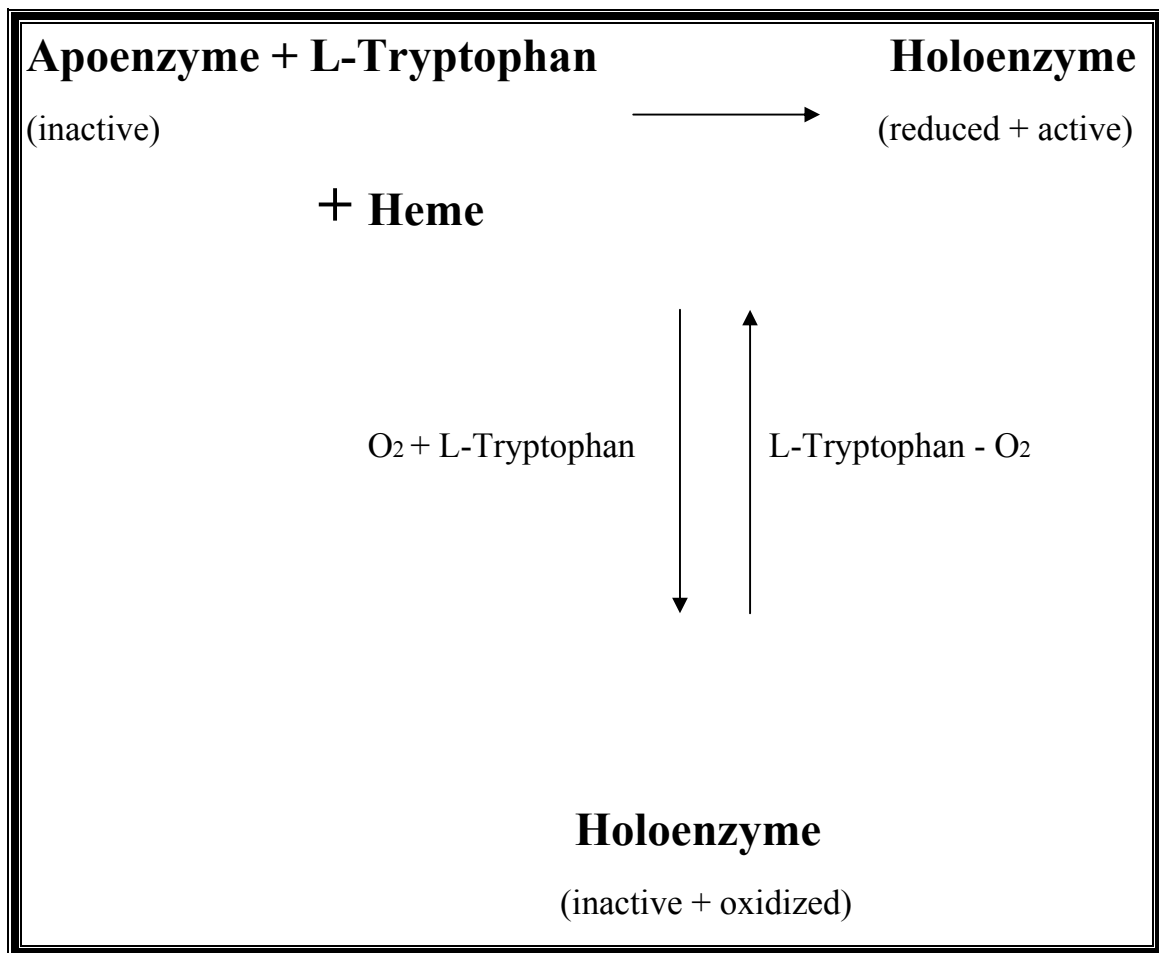 Apoenzyme + L-Tryptophan Holoenzyme
(inactive) (reduced + active)
+ Heme
O₂ + L-Tryptophan L-Tryptophan - O₂
Holoenzyme
(inactive + oxidized)